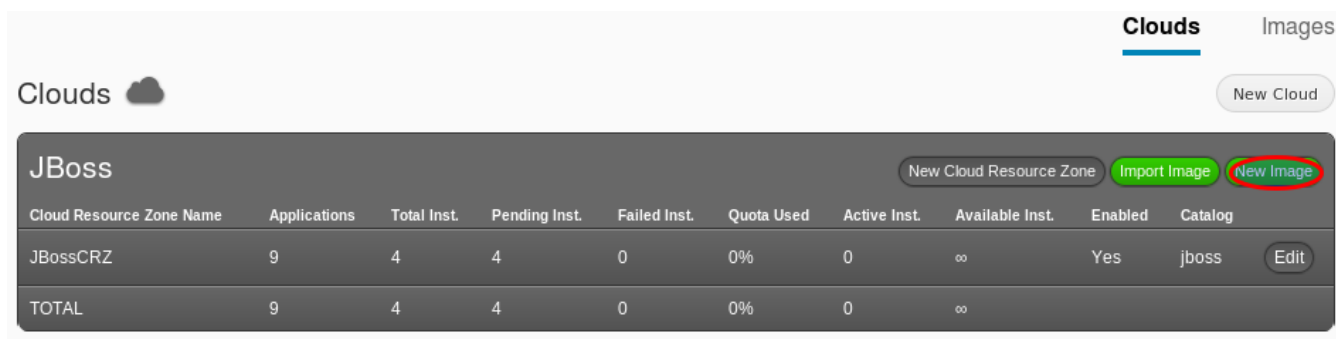 Clouds Images
Clouds New Cloud
JBoss New Cloud Resource Zone Import Image New Image
Cloud Resource Zone Name Applications Total Inst. Pending Inst. Failed Inst. Quota Used Active Inst. Available Inst. Enabled Catalog
JBossCRZ 9 4 4 0 0% 0 ∞ Yes jboss Edit
TOTAL 9 4 4 0 0% 0 ∞